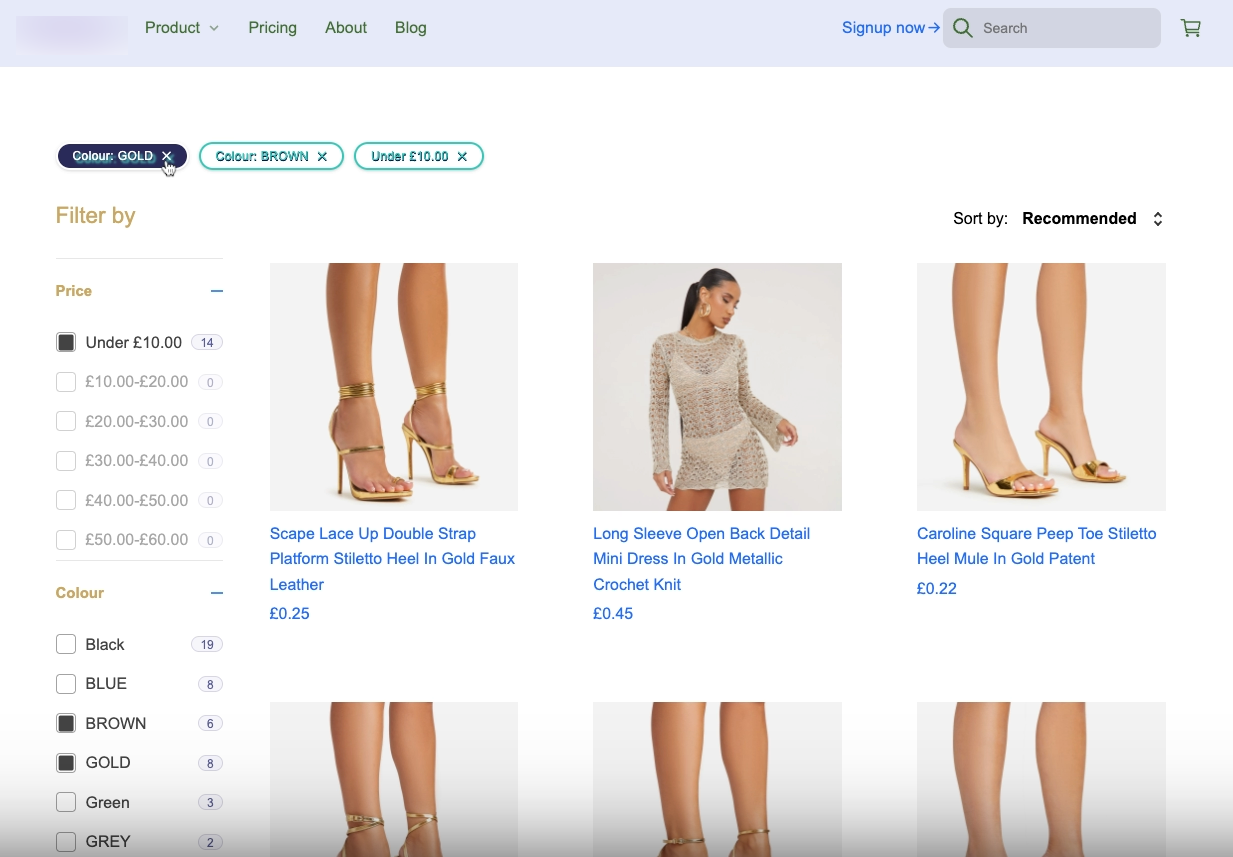 Product Pricing About Blog Signup now→ Search
Colour: GOLD ✕ Colour: BROWN ✕ Under £10.00 ✕
Filter by
Sort by: Recommended
Price
Under £10.00 14
£10.00-£20.00 0
£20.00-£30.00 0
£30.00-£40.00 0
£40.00-£50.00 0
£50.00-£60.00 0
Colour
Black 19
BLUE 8
BROWN 6
GOLD 8
Green 3
GREY 2
Scape Lace Up Double Strap
Platform Stiletto Heel In Gold Faux
Leather
£0.25
Long Sleeve Open Back Detail
Mini Dress In Gold Metallic
Crochet Knit
£0.45
Caroline Square Peep Toe Stiletto
Heel Mule In Gold Patent
£0.22